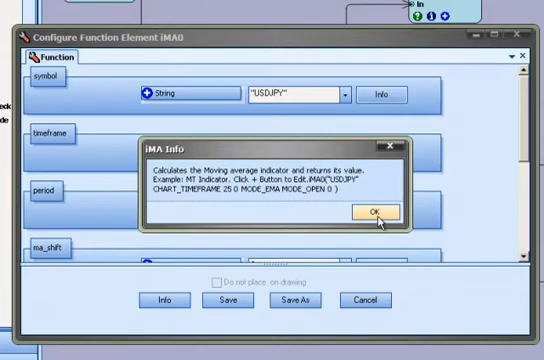 In
Configure Function Element iMA0
Function
symbol
String
"USDJPY"
Info
timeframe
iMA Info
Calculates the Moving average indicator and returns its value.
Example: MT Indicator. Click + Button to Edit.iMA0("USDJPY"
CHART_TIMEFRAME 25 0 MODE_EMA MODE_OPEN 0 )
OK
period
ma_shift
Do not place on drawing
Info
Save
Save As
Cancel